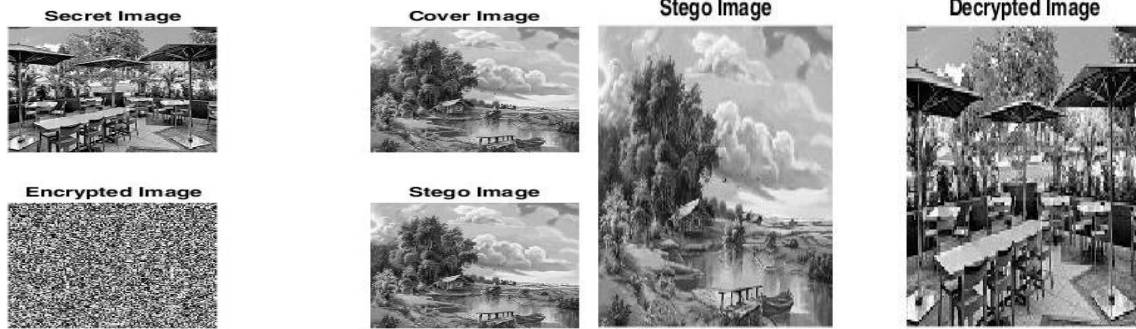 Secret Image
Cover Image
Stego Image
Decrypted Image
Encrypted Image
Stego Image